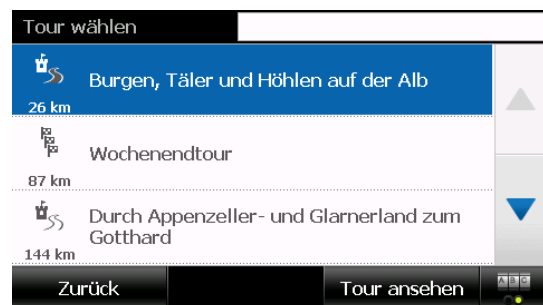 Tour wählen
Burgen, Täler und Höhlen auf der Alb
26 km
Wochenendtour
87 km
Durch Appenzeller- und Glarnerland zum
Gotthard
144 km
Zurück
Tour ansehen
A B C